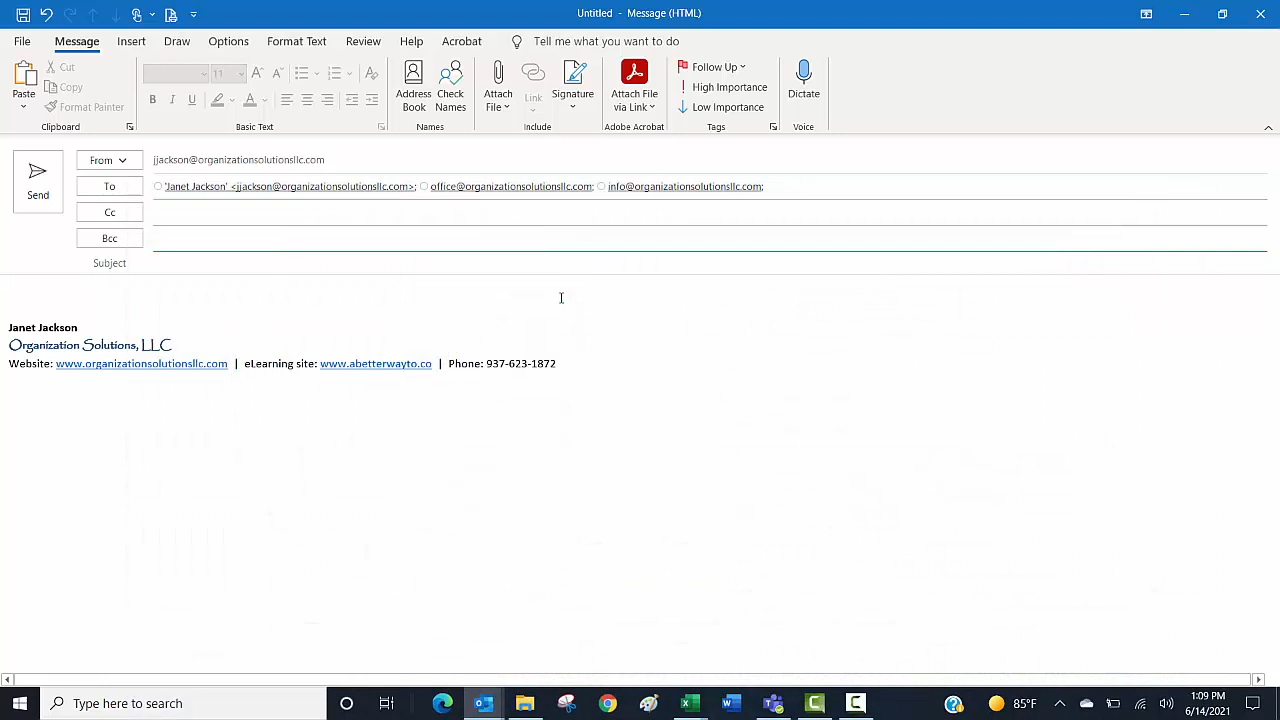 Untitled - Message (HTML)
File Message Insert Draw Options Format Text Review Help Acrobat Tell me what you want to do
Paste
Cut
Copy
Format Painter
Clipboard
11
B I U A
Basic Text
Address Book
Check Names
Names
Attach File
Link
Signature
Include
Attach File via Link
Adobe Acrobat
Follow Up
High Importance
Low Importance
Tags
Dictate
Voice
Send
From jjackson@organizationsolutionsllc.com
To 'Janet Jackson' <jjackson@organizationsolutionsllc.com>; office@organizationsolutionsllc.com; info@organizationsolutionsllc.com;
Cc
Bcc
Subject
Janet Jackson
Organization Solutions, LLC
Website: www.organizationsolutionsllc.com | eLearning site: www.abetterwayto.co | Phone: 937-623-1872
Type here to search
85°F
1:09 PM
6/14/2021